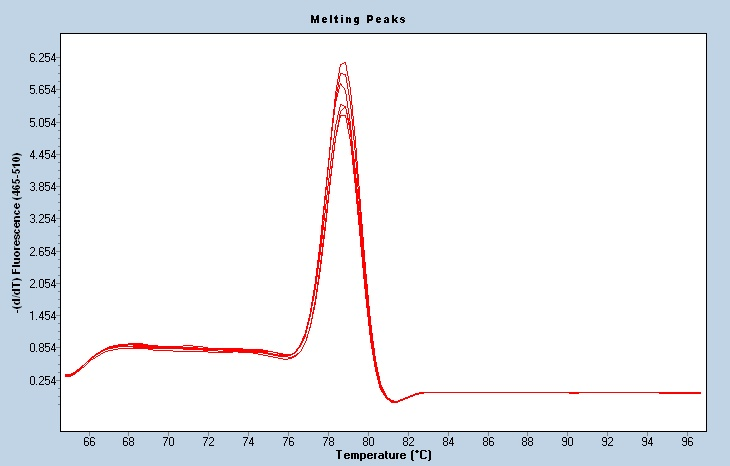 Melting Peaks
6.254
5.654
5.054
4.454
3.854
3.254
2.654
2.054
1.454
0.854
0.254
-(d/dT) Fluorescence (465-510)
66 68 70 72 74 76 78 80 82 84 86 88 90 92 94 96
Temperature (°C)